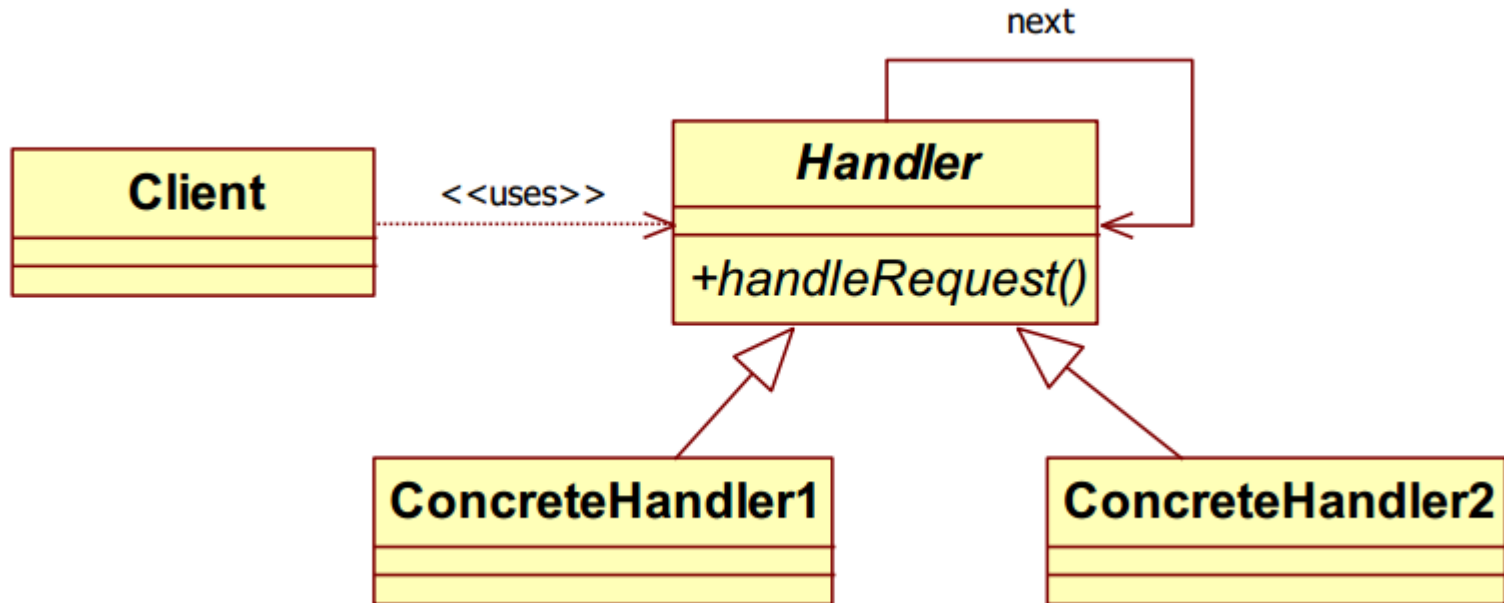 next
Client
<<uses>>
Handler
+handleRequest()
ConcreteHandler1
ConcreteHandler2